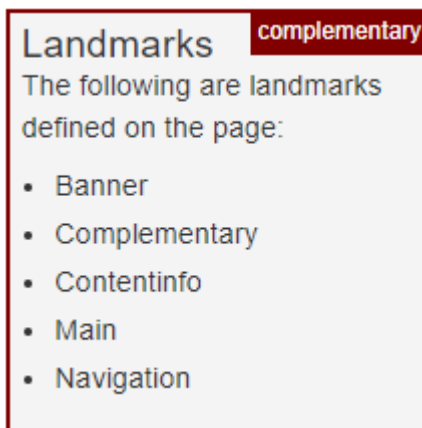 complementary
Landmarks
The following are landmarks
defined on the page:
• Banner
• Complementary
• Contentinfo
• Main
• Navigation